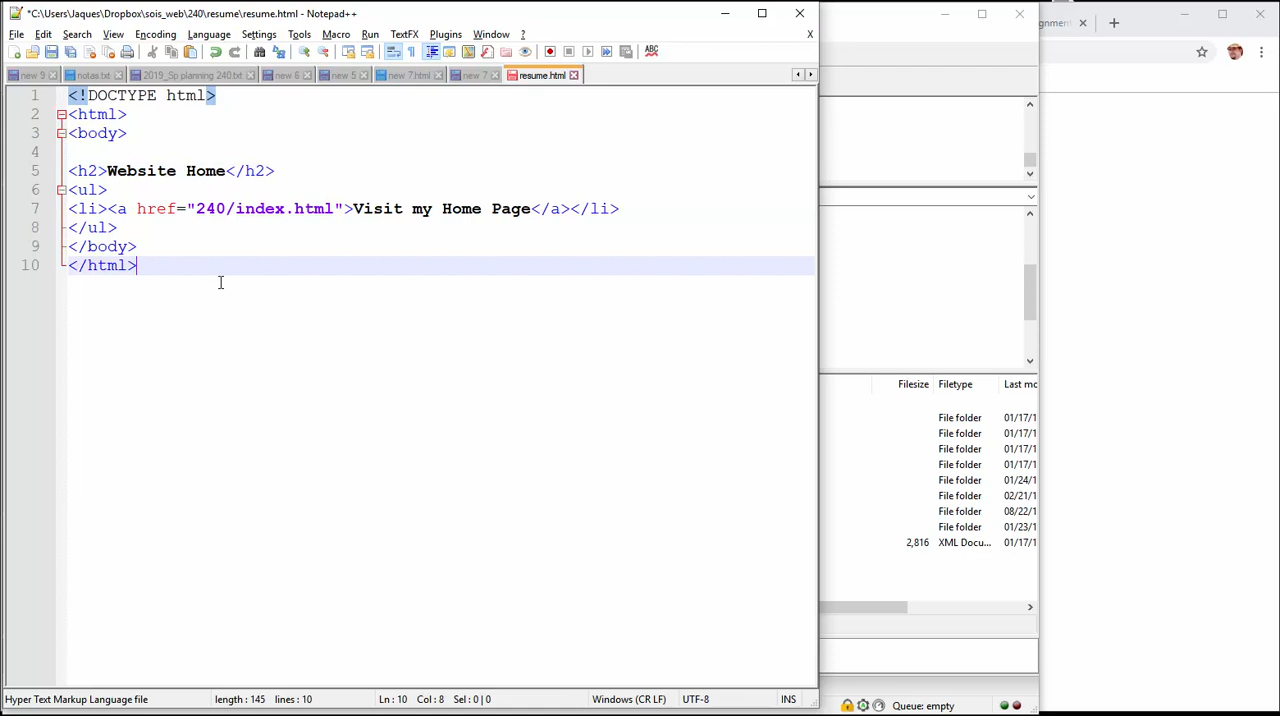 *C:\Users\Jaques\Dropbox\sois_web\240\resume\resume.html - Notepad++
File Edit Search View Encoding Language Settings Tools Macro Run TextFX Plugins Window ? X
new 9 notas.txt 2019_Sp planning 240.txt new 6 new 5 new 7.html new 7 resume.html
1 <!DOCTYPE html>
2 <html>
3 <body>
4
5 <h2>Website Home</h2>
6 <ul>
7 <li><a href="240/index.html">Visit my Home Page</a></li>
8 </ul>
9 </body>
10 </html>
Hyper Text Markup Language file length : 145 lines : 10 Ln : 10 Col : 8 Sel : 0 | 0 Windows (CR LF) UTF-8 INS
gnment
Filesize Filetype Last mo
File folder 01/17/1
File folder 01/17/1
File folder 01/17/1
File folder 01/17/1
File folder 01/24/1
File folder 02/21/1
File folder 08/22/1
File folder 01/23/1
2,816 XML Docu... 01/17/1
Queue: empty